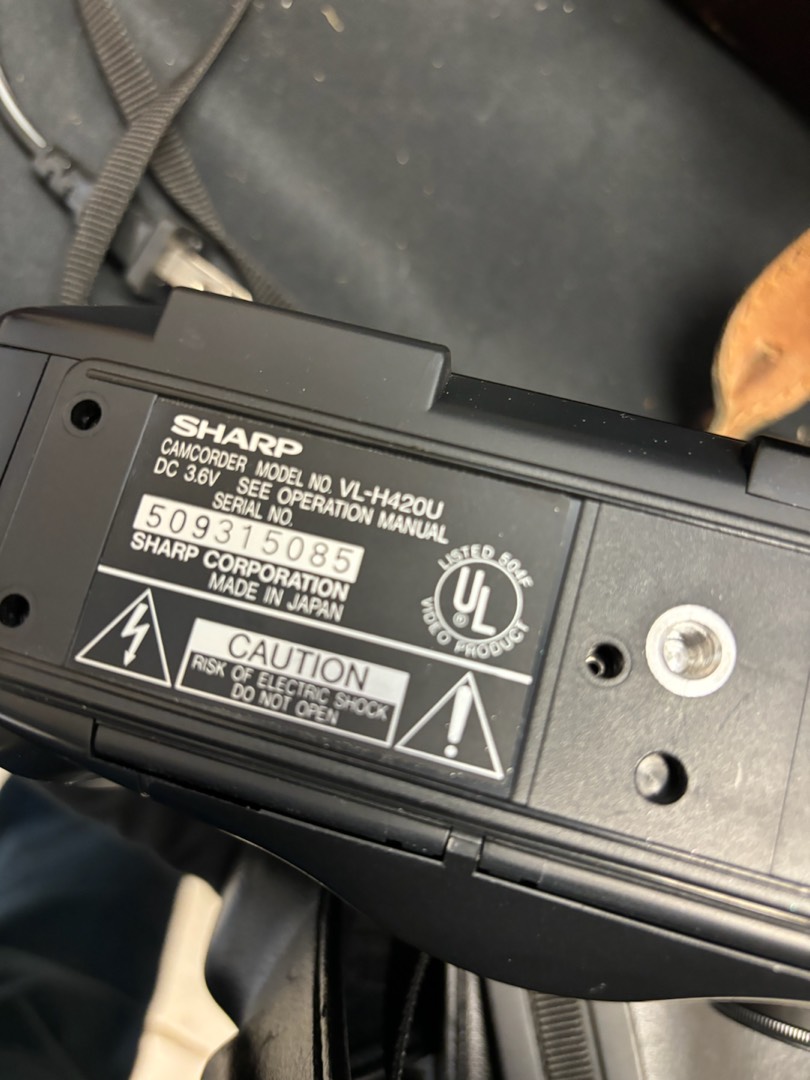 SHARP
CAMCORDER MODEL NO. VL-H420U
DC 3.6V SEE OPERATION MANUAL
SERIAL NO.
509315085
SHARP CORPORATION
MADE IN JAPAN
LISTED 504F
UL
®
VIDEO PRODUCT
CAUTION
RISK OF ELECTRIC SHOCK
DO NOT OPEN